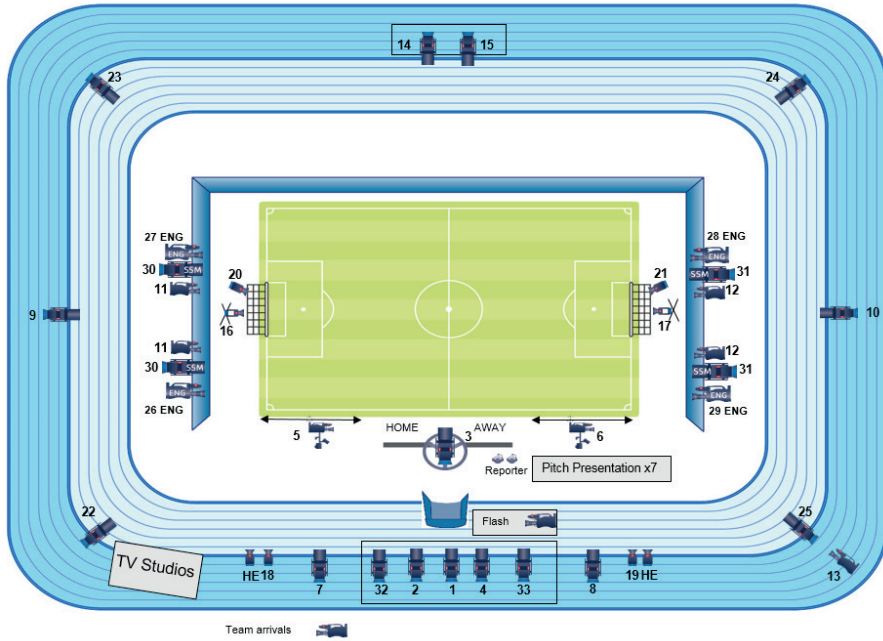 14 15
23
24
27 ENG
ENG
28 ENG
ENG
30
SSM
SSM
31
20
21
11
12
9
16
17
10
11
12
30
SSM
SSM
31
ENG
ENG
26 ENG
29 ENG
5
HOME
3
AWAY
6
Reporter
Pitch Presentation x7
22
25
Flash
TV Studios
HE 18
7
32
2
1
4
33
8
19 HE
13
Team arrivals